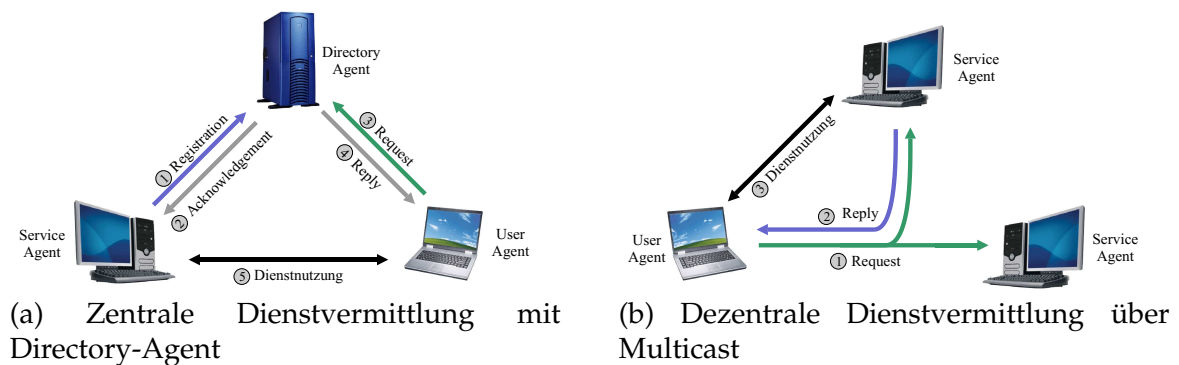 Directory
Agent
① Registration
② Acknowledgement
③ Request
④ Reply
Service
Agent
User
Agent
⑤ Dienstnutzung
(a) Zentrale Dienstvermittlung mit
Directory-Agent
Service
Agent
③ Dienstnutzung
② Reply
User
Agent
① Request
Service
Agent
(b) Dezentrale Dienstvermittlung über
Multicast